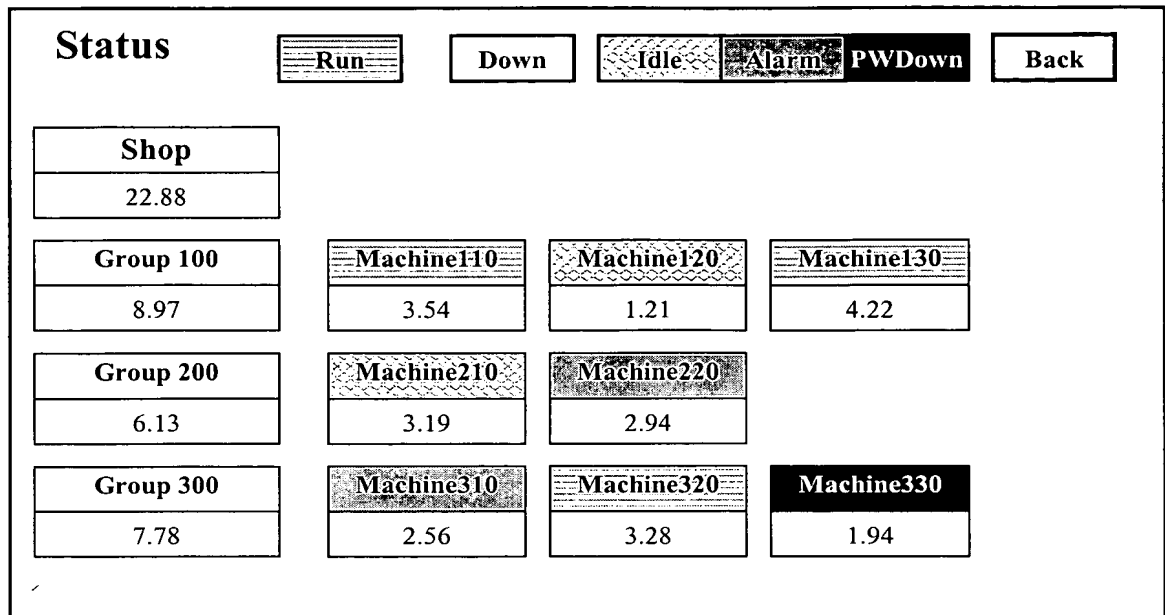 Status Run Down Idle Alarm PWDown Back
Shop
22.88
Group 100 Machine110 Machine120 Machine130
8.97 3.54 1.21 4.22
Group 200 Machine210 Machine220
6.13 3.19 2.94
Group 300 Machine310 Machine320 Machine330
7.78 2.56 3.28 1.94